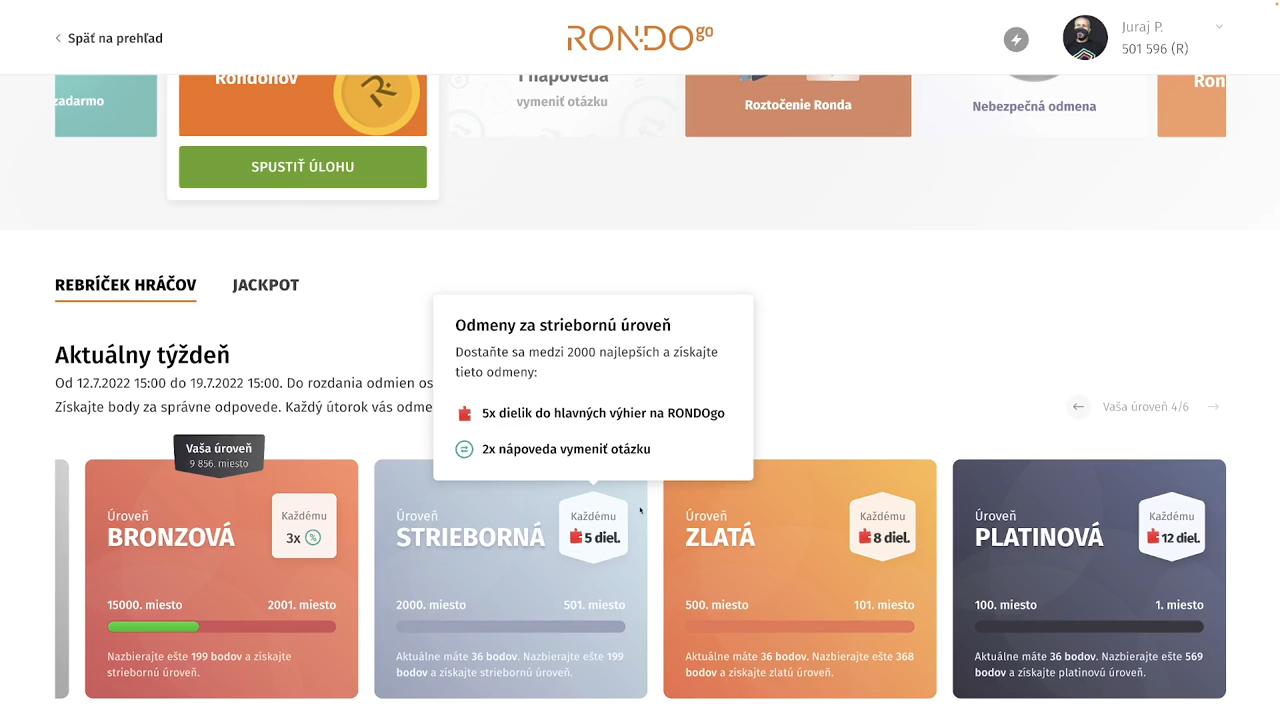 Späť na prehľad
RONDO go
Juraj P.
501 596 (R)
zadarmo
Rondonov
1 nápoveda
vymeniť otázku
Roztočenie Ronda
Nebezpečná odmena
Ron
SPUSTIŤ ÚLOHU
REBRÍČEK HRÁČOV
JACKPOT
Odmeny za striebornú úroveň
Dostaňte sa medzi 2000 najlepších a získajte
tieto odmeny:
5x dielik do hlavných výhier na RONDOgo
2x nápoveda vymeniť otázku
Aktuálny týždeň
Od 12.7.2022 15:00 do 19.7.2022 15:00. Do rozdania odmien os
Získajte body za správne odpovede. Každý útorok vás odme
Vaša úroveň 4/6
Vaša úroveň
9 856. miesto
Úroveň
BRONZOVÁ
Každému
3x
15000. miesto
2001. miesto
Nazbierajte ešte 199 bodov a získajte
striebornú úroveň.
Úroveň
STRIEBORNÁ
Každému
5 diel.
2000. miesto
501. miesto
Aktuálne máte 36 bodov. Nazbierajte ešte 199
bodov a získajte striebornú úroveň.
Úroveň
ZLATÁ
Každému
8 diel.
500. miesto
101. miesto
Aktuálne máte 36 bodov. Nazbierajte ešte 368
bodov a získajte zlatú úroveň.
Úroveň
PLATINOVÁ
Každému
12 diel.
100. miesto
1. miesto
Aktuálne máte 36 bodov. Nazbierajte ešte 569
bodov a získajte platinovú úroveň.